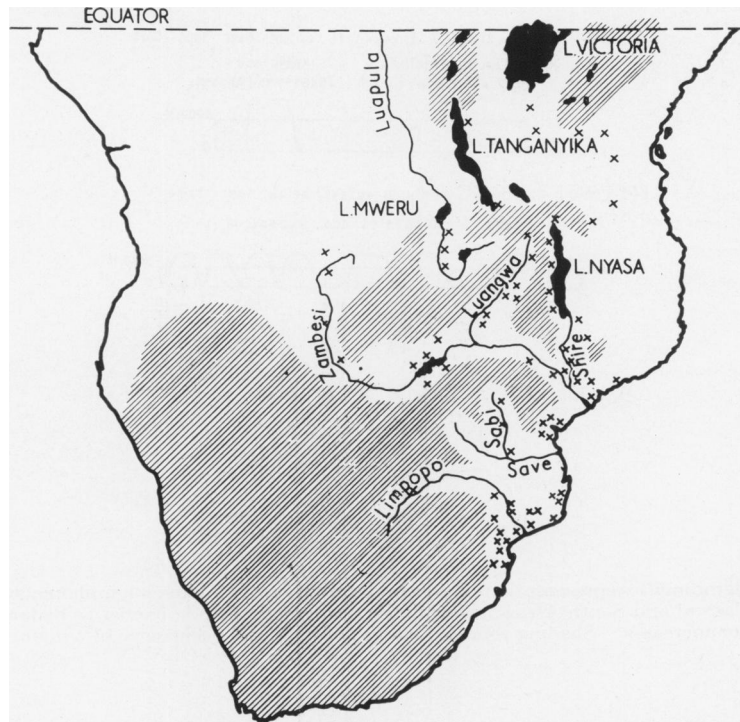 EQUATOR
L.VICTORIA
Luapula
L.TANGANYIKA
L.MWERU
L.NYASA
Luangwa
Zambesi
Shire
Sabi
Save
Limpopo